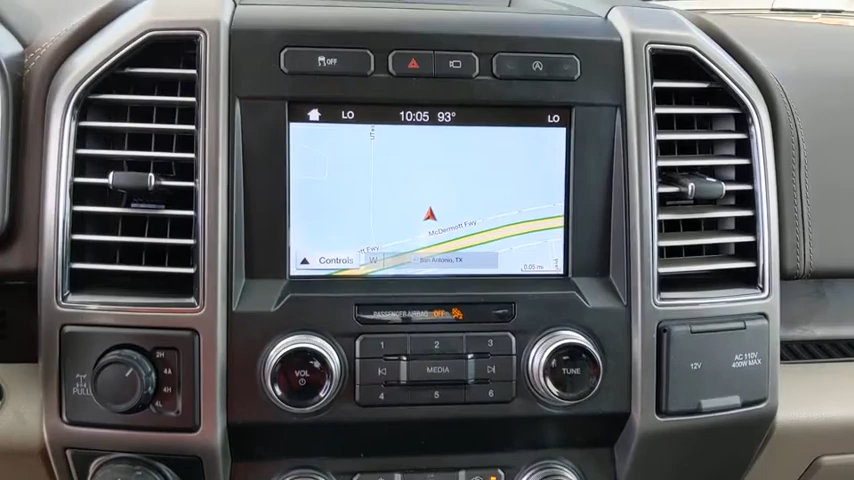 OFF
LO 10:05 93° LO
McDermott Fwy
Controls
W
San Antonio, TX
0.05 mi
PASSENGER AIRBAG OFF
1 2 3
VOL
MEDIA
TUNE
4 5 6
2H
4H
4L
PULL
12V
AC 110V
400W MAX